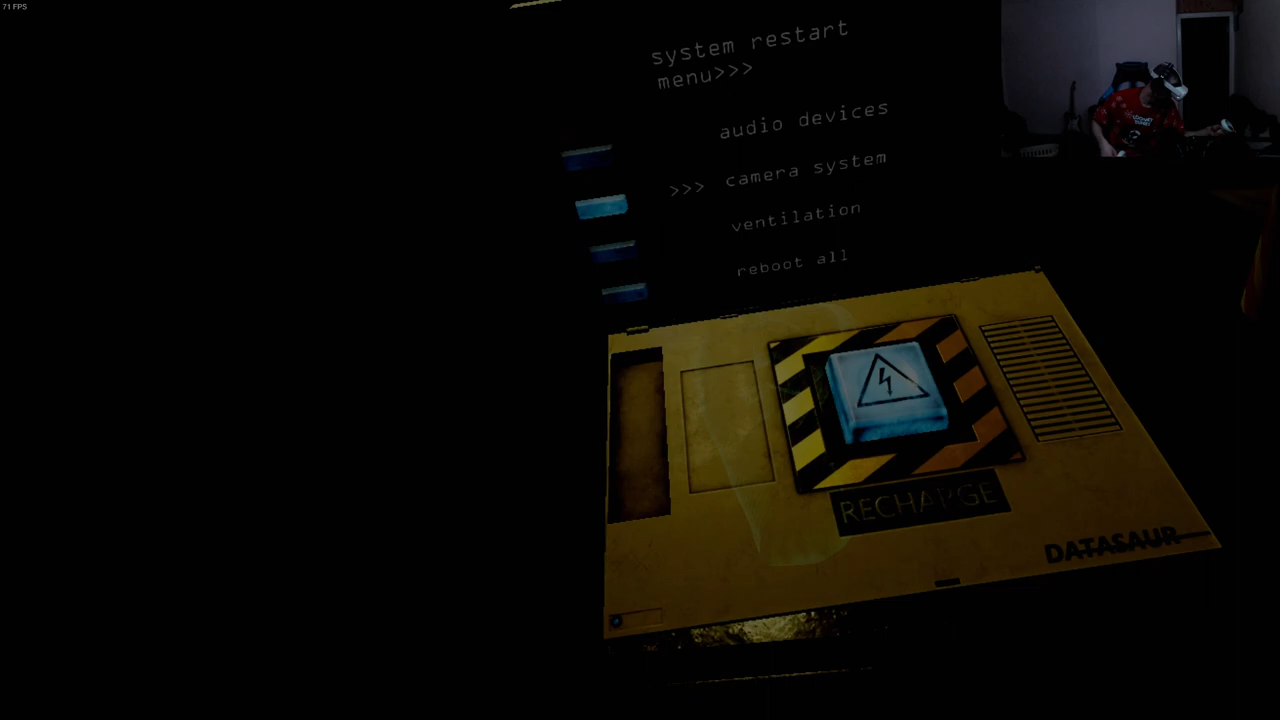 71 FPS
system restart
menu>>>
audio devices
>>> camera system
ventilation
reboot all
RECHARGE
DATASAUR